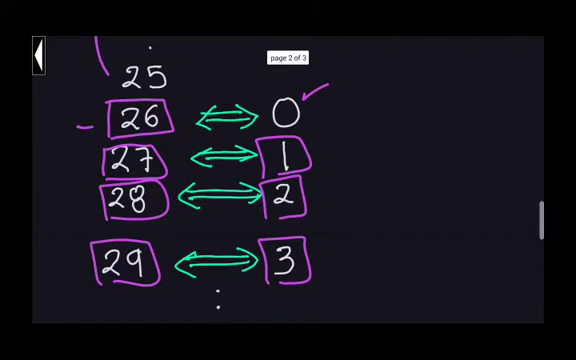 page 2 of 3
25
26 ⇔ 0
27 ⇔ 1
28 ⇔ 2
29 ⇔ 3
⋮